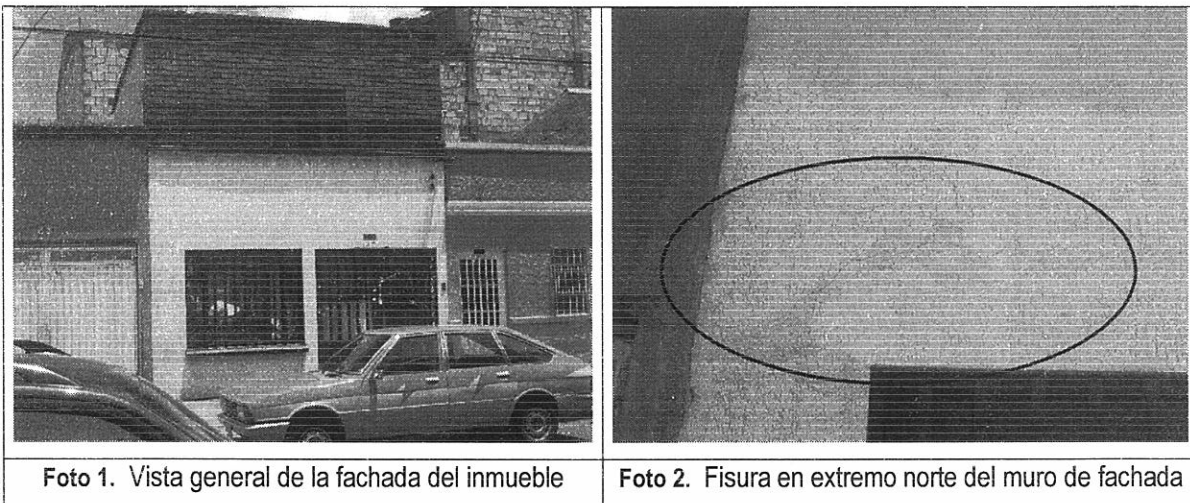 Foto 1. Vista general de la fachada del inmueble
Foto 2. Fisura en extremo norte del muro de fachada